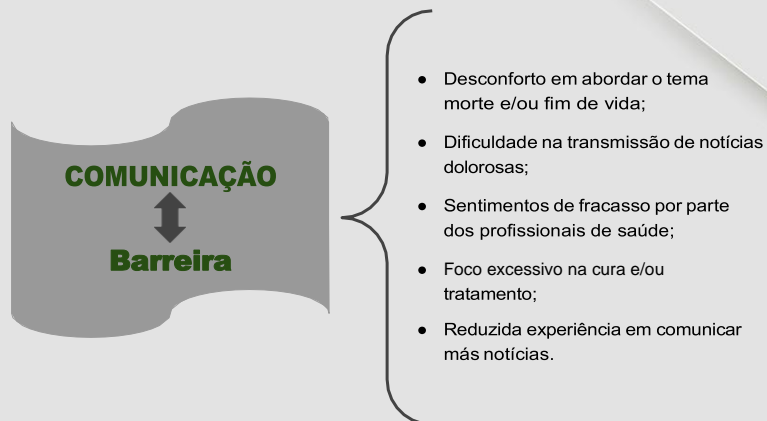 COMUNICAÇÃO
Barreira
● Desconforto em abordar o tema
morte e/ou fim de vida;
● Dificuldade na transmissão de notícias
dolorosas;
● Sentimentos de fracasso por parte
dos profissionais de saúde;
● Foco excessivo na cura e/ou
tratamento;
● Reduzida experiência em comunicar
más notícias.